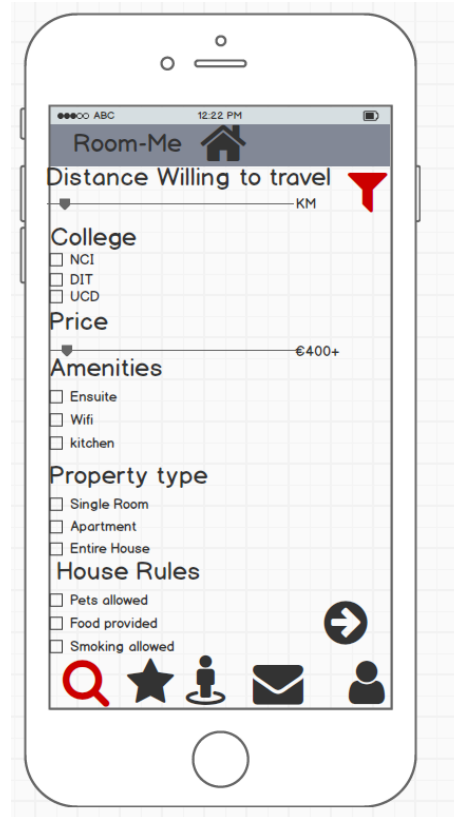 ABC 12:22 PM
Room-Me
Distance Willing to travel
KM
College
NCI
DIT
UCD
Price
€400+
Amenities
Ensuite
Wifi
kitchen
Property type
Single Room
Apartment
Entire House
House Rules
Pets allowed
Food provided
Smoking allowed